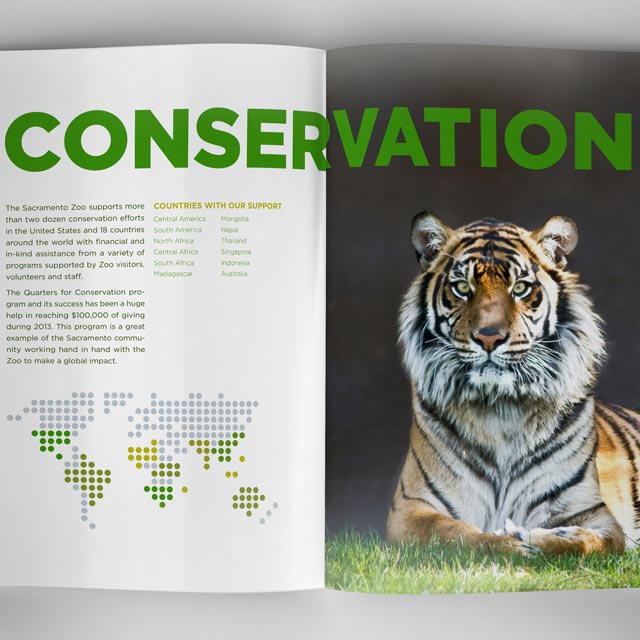 CONSERVATION
The Sacramento Zoo supports more
than two dozen conservation efforts
in the United States and 18 countries
around the world with financial and
in-kind assistance from a variety of
programs supported by Zoo visitors,
volunteers and staff.
The Quarters for Conservation pro-
gram and its success has been a huge
help in reaching $100,000 of giving
during 2013. This program is a great
example of the Sacramento commu-
nity working hand in hand with the
Zoo to make a global impact.
COUNTRIES WITH OUR SUPPORT
Central America
South America
North Africa
Central Africa
South Africa
Madagascar
Mongolia
Nepal
Thailand
Singapore
Indonesia
Australia